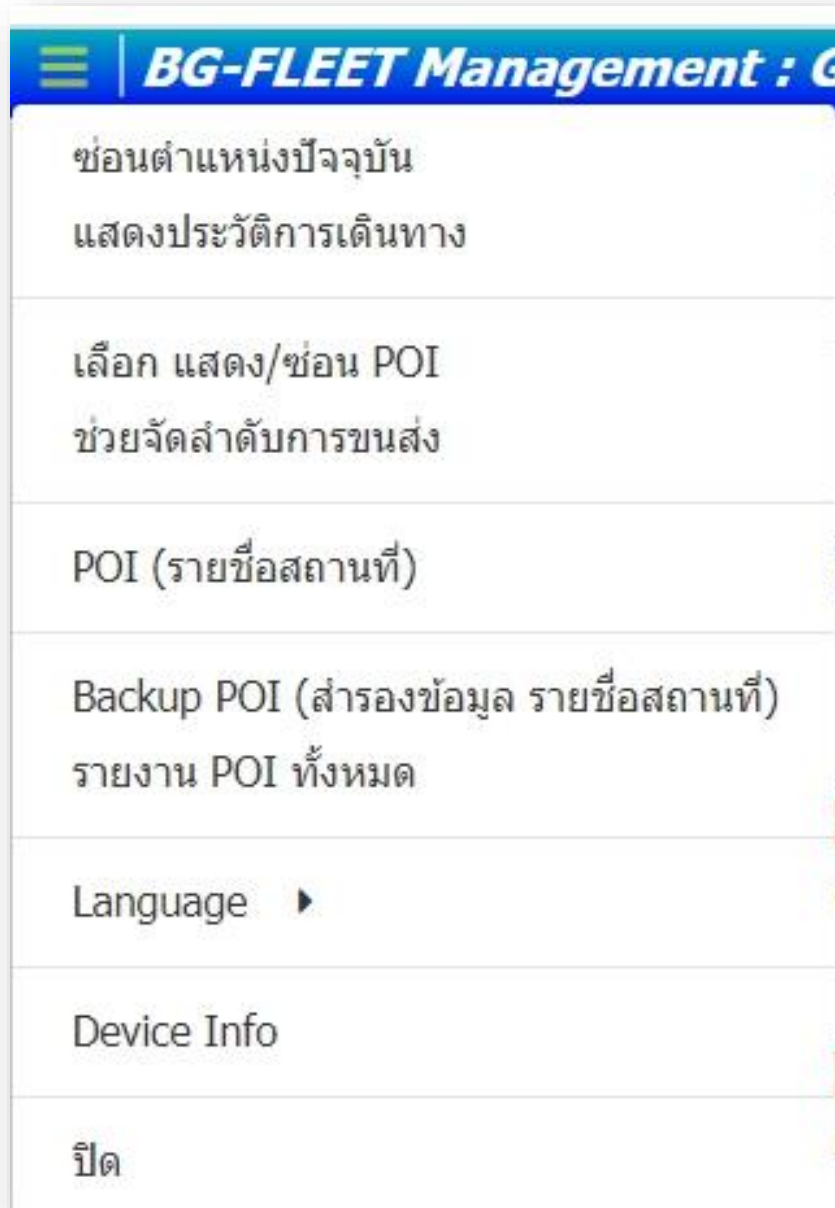 BG-FLEET Management : G
ซ่อนตำแหน่งปัจจุบัน
แสดงประวัติการเดินทาง
เลือก แสดง/ซ่อน POI
ช่วยจัดลำดับการขนส่ง
POI (รายชื่อสถานที่)
Backup POI (สำรองข้อมูล รายชื่อสถานที่)
รายงาน POI ทั้งหมด
Language
Device Info
ปิด